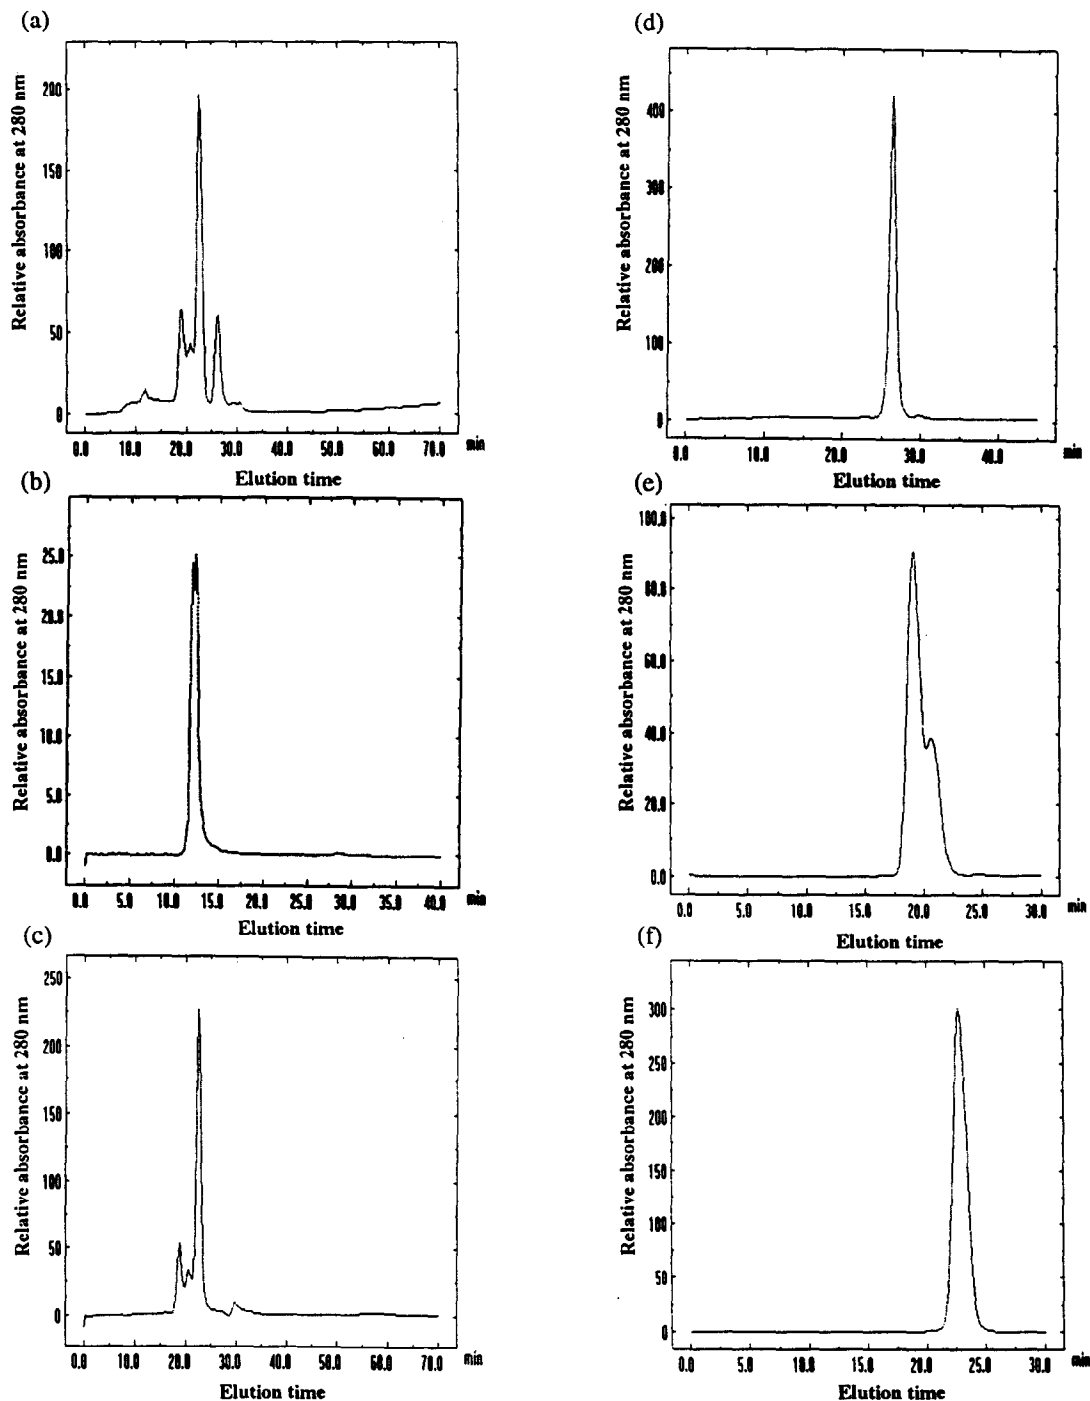 (a)
Relative absorbance at 280 nm
200
150
100
50
0
0.0 10.0 20.0 30.0 40.0 50.0 60.0 70.0 min
Elution time
(b)
Relative absorbance at 280 nm
25.0
20.0
15.0
10.0
5.0
0.0
0.0 5.0 10.0 15.0 20.0 25.0 30.0 35.0 40.0 min
Elution time
(c)
Relative absorbance at 280 nm
250
200
150
100
50
0
0.0 10.0 20.0 30.0 40.0 50.0 60.0 70.0 min
Elution time
(d)
Relative absorbance at 280 nm
400
300
200
100
0
0.0 10.0 20.0 30.0 40.0 min
Elution time
(e)
Relative absorbance at 280 nm
100.0
80.0
60.0
40.0
20.0
0.0
0.0 5.0 10.0 15.0 20.0 25.0 30.0 min
Elution time
(f)
Relative absorbance at 280 nm
300
250
200
150
100
50
0
0.0 5.0 10.0 15.0 20.0 25.0 30.0 min
Elution time